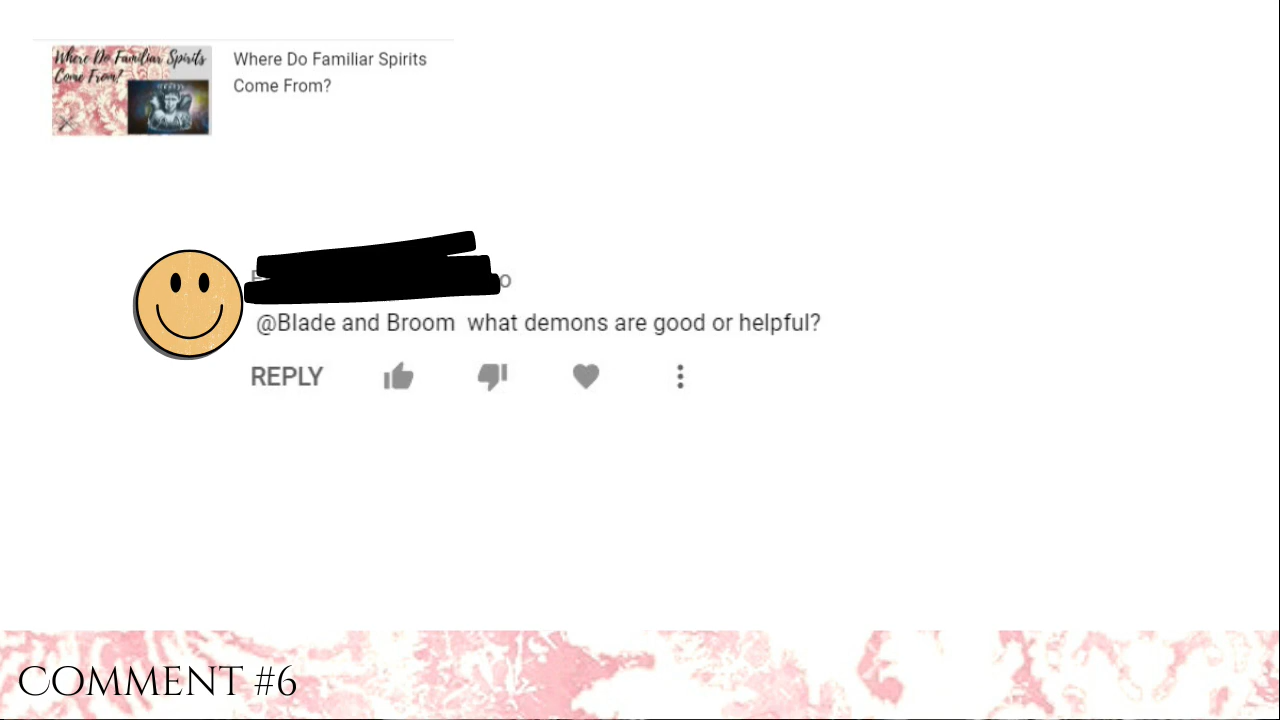 Where Do Familiar Spirits
Come From?
Where Do Familiar Spirits
Come From?
@Blade and Broom what demons are good or helpful?
REPLY
COMMENT #6